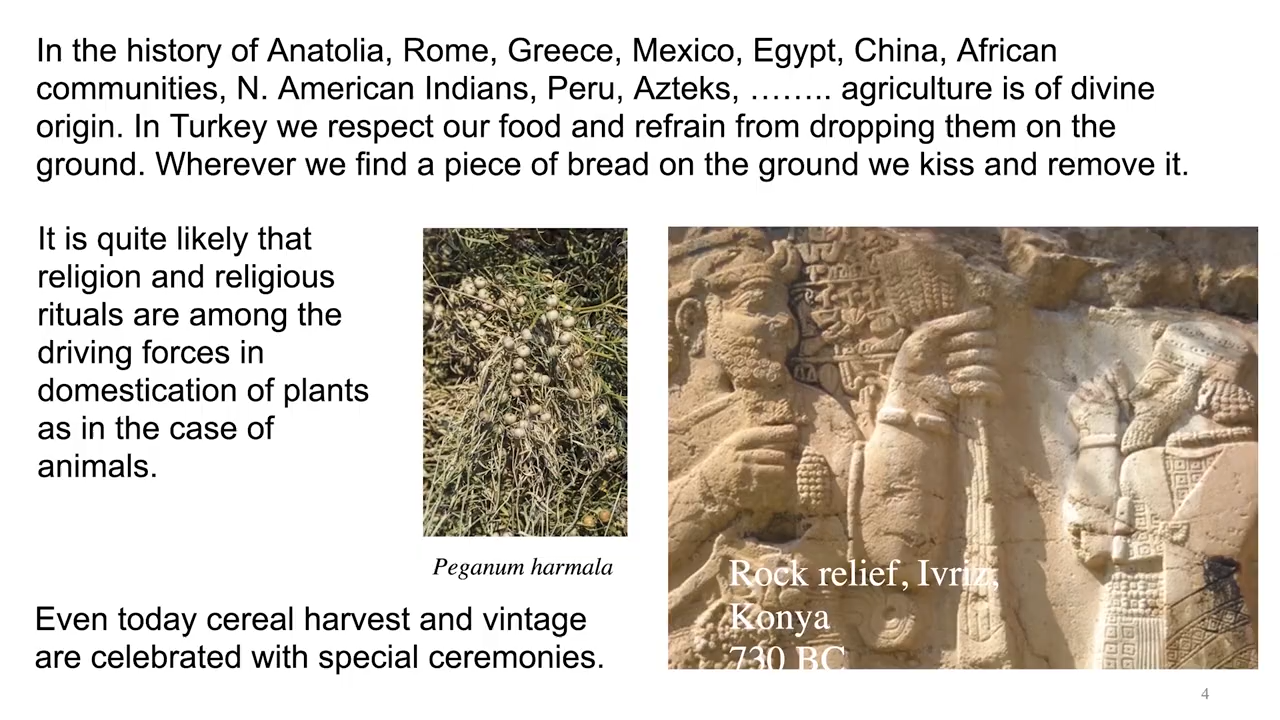 In the history of Anatolia, Rome, Greece, Mexico, Egypt, China, African
communities, N. American Indians, Peru, Azteks, …….. agriculture is of divine
origin. In Turkey we respect our food and refrain from dropping them on the
ground. Wherever we find a piece of bread on the ground we kiss and remove it.
It is quite likely that
religion and religious
rituals are among the
driving forces in
domestication of plants
as in the case of
animals.
Peganum harmala
Rock relief, Ivriz,
Konya
730 BC
Even today cereal harvest and vintage
are celebrated with special ceremonies.
4